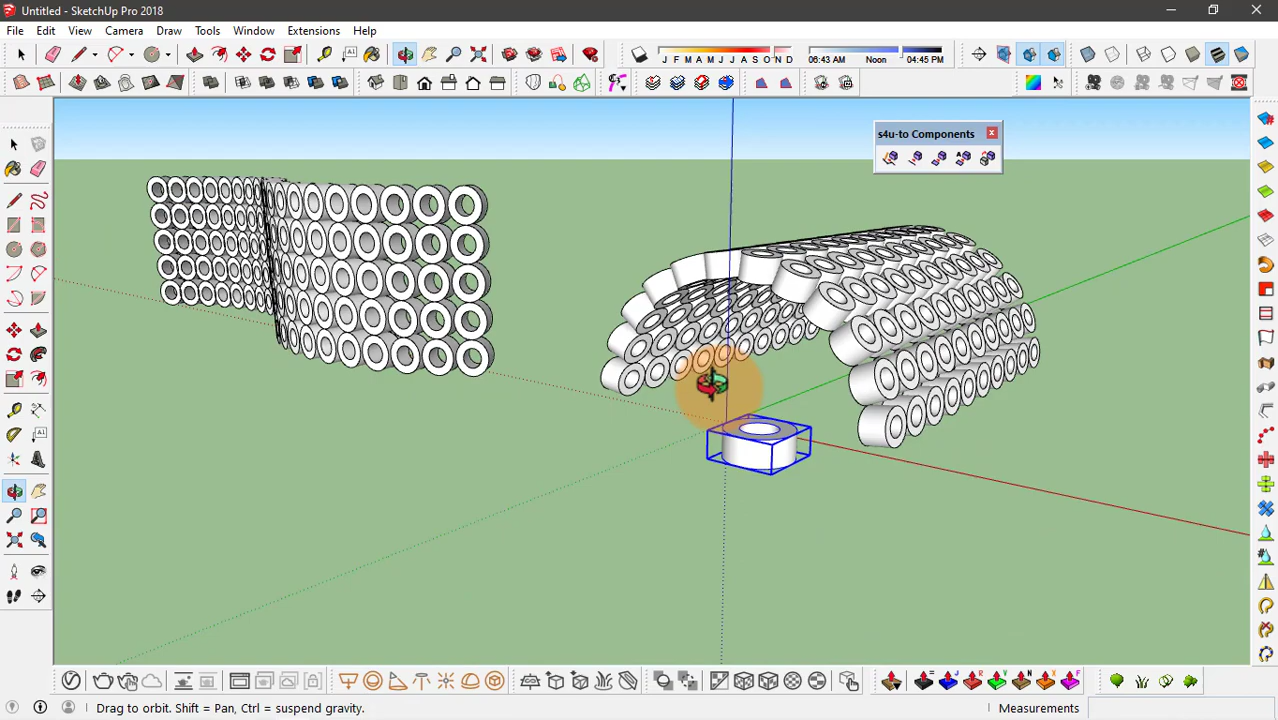 Untitled - SketchUp Pro 2018
File Edit View Camera Draw Tools Window Extensions Help
J F M A M J J A S O N D
06:43 AM Noon 04:45 PM
s4u-to Components
Drag to orbit. Shift = Pan, Ctrl = suspend gravity.
Measurements